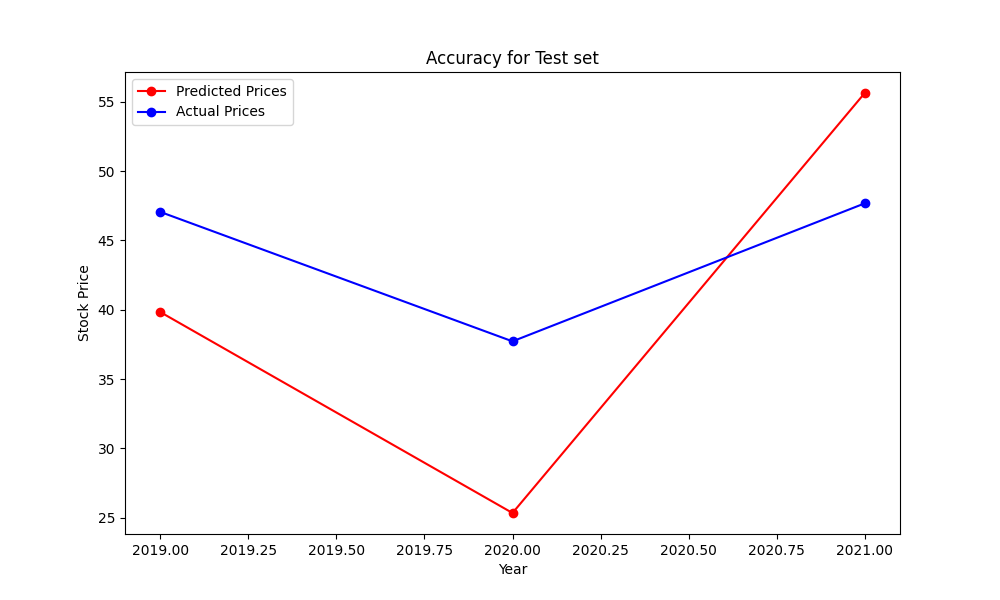 Accuracy for Test set
Predicted Prices
Actual Prices
Stock Price
55
50
45
40
35
30
25
2019.00 2019.25 2019.50 2019.75 2020.00 2020.25 2020.50 2020.75 2021.00
Year